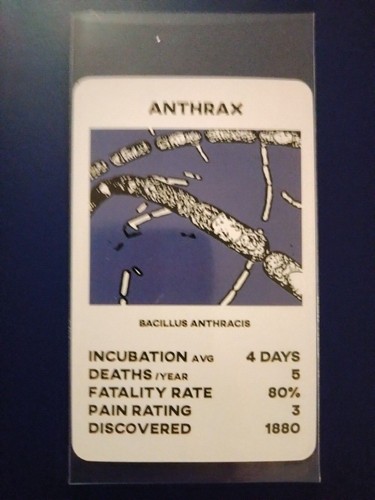 ANTHRAX
BACILLUS ANTHRACIS
INCUBATION AVG 4 DAYS
DEATHS /YEAR 5
FATALITY RATE 80%
PAIN RATING 3
DISCOVERED 1880